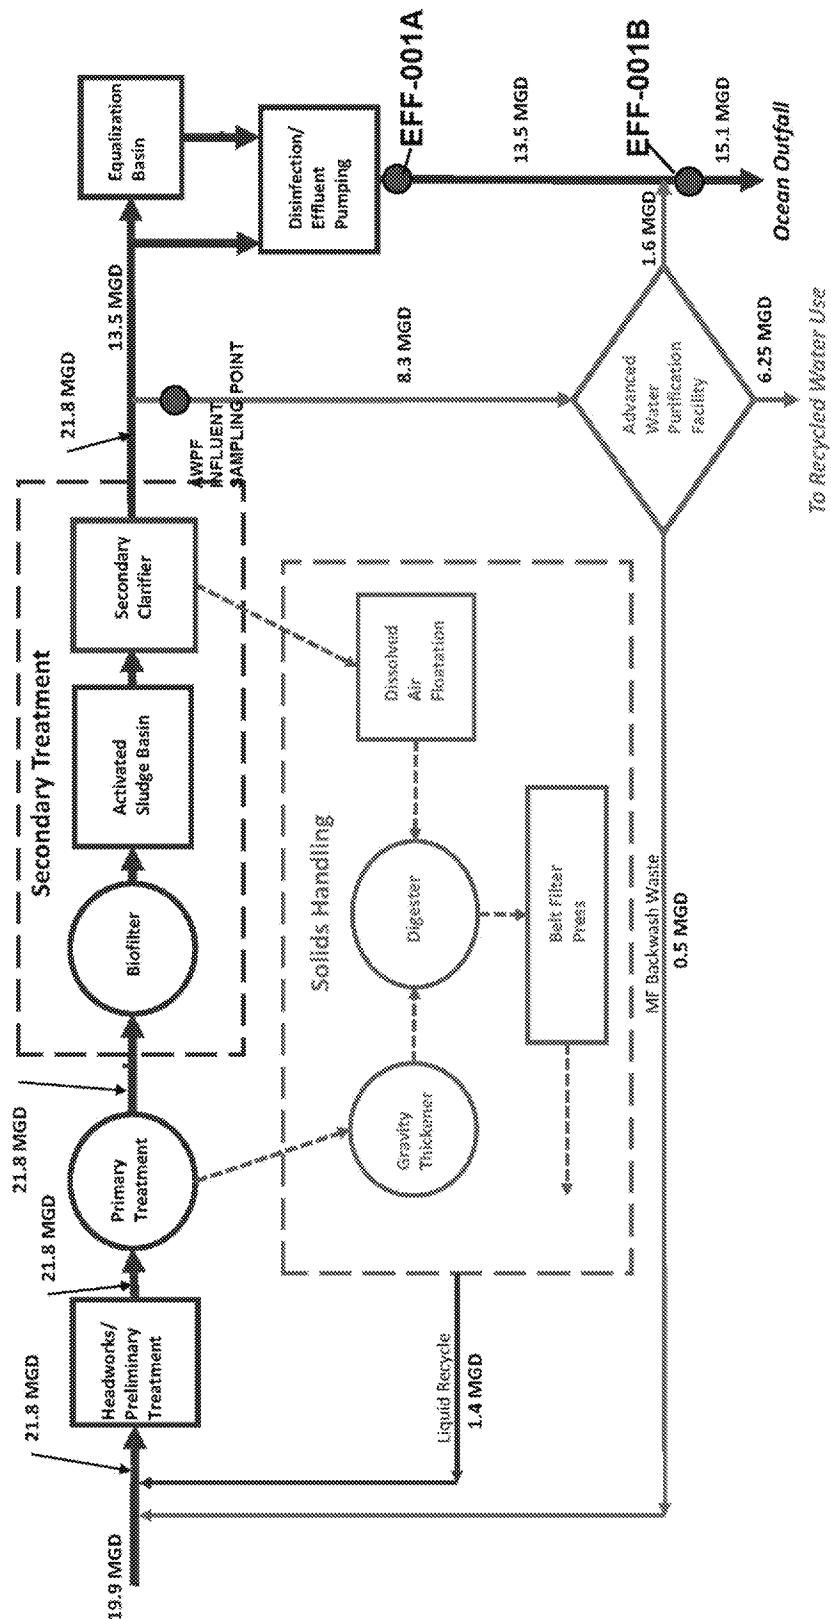 19.9 MGD
21.8 MGD
Headworks/
Preliminary
Treatment
21.8 MGD
Primary
Treatment
21.8 MGD
Secondary Treatment
Biofilter
Activated
Sludge Basin
Secondary
Clarifier
21.8 MGD
13.5 MGD
Equalization
Basin
AWPF
INFLUENT
SAMPLING POINT
Disinfection/
Effluent
Pumping
EFF-001A
8.3 MGD
13.5 MGD
Liquid Recycle
1.4 MGD
Solids Handling
Gravity
Thickener
Digester
Dissolved
Air
Floatation
Belt Filter
Press
MF Backwash Waste
0.5 MGD
Advanced
Water
Purification
Facility
1.6 MGD
EFF-001B
15.1 MGD
Ocean Outfall
6.25 MGD
To Recycled Water Use